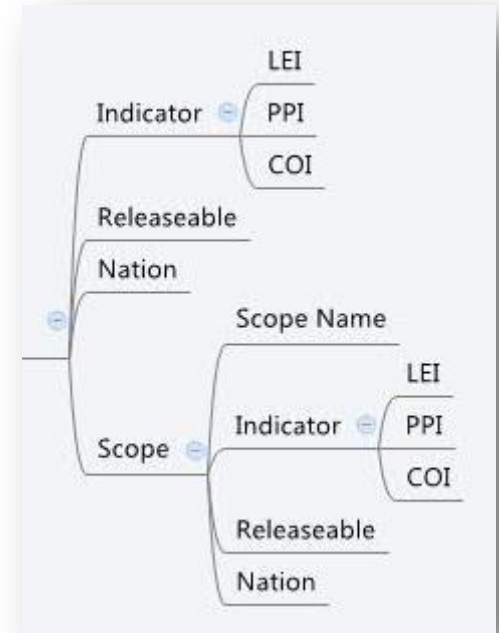 LEI
Indicator
PPI
COI
Releaseable
Nation
Scope Name
LEI
Indicator
PPI
Scope
COI
Releaseable
Nation